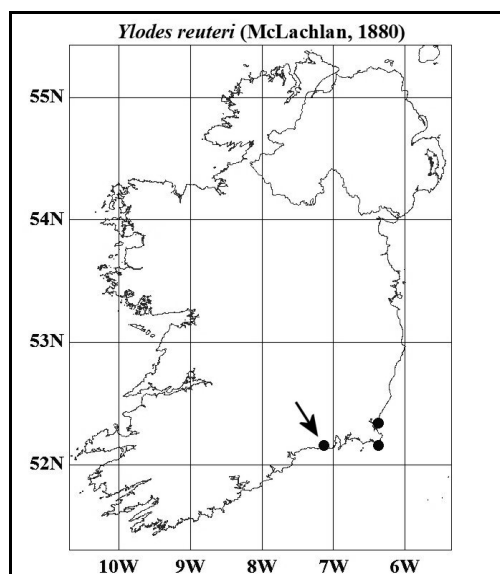 Ylodes reuteri (McLachlan, 1880)
55N
54N
53N
52N
10W 9W 8W 7W 6W